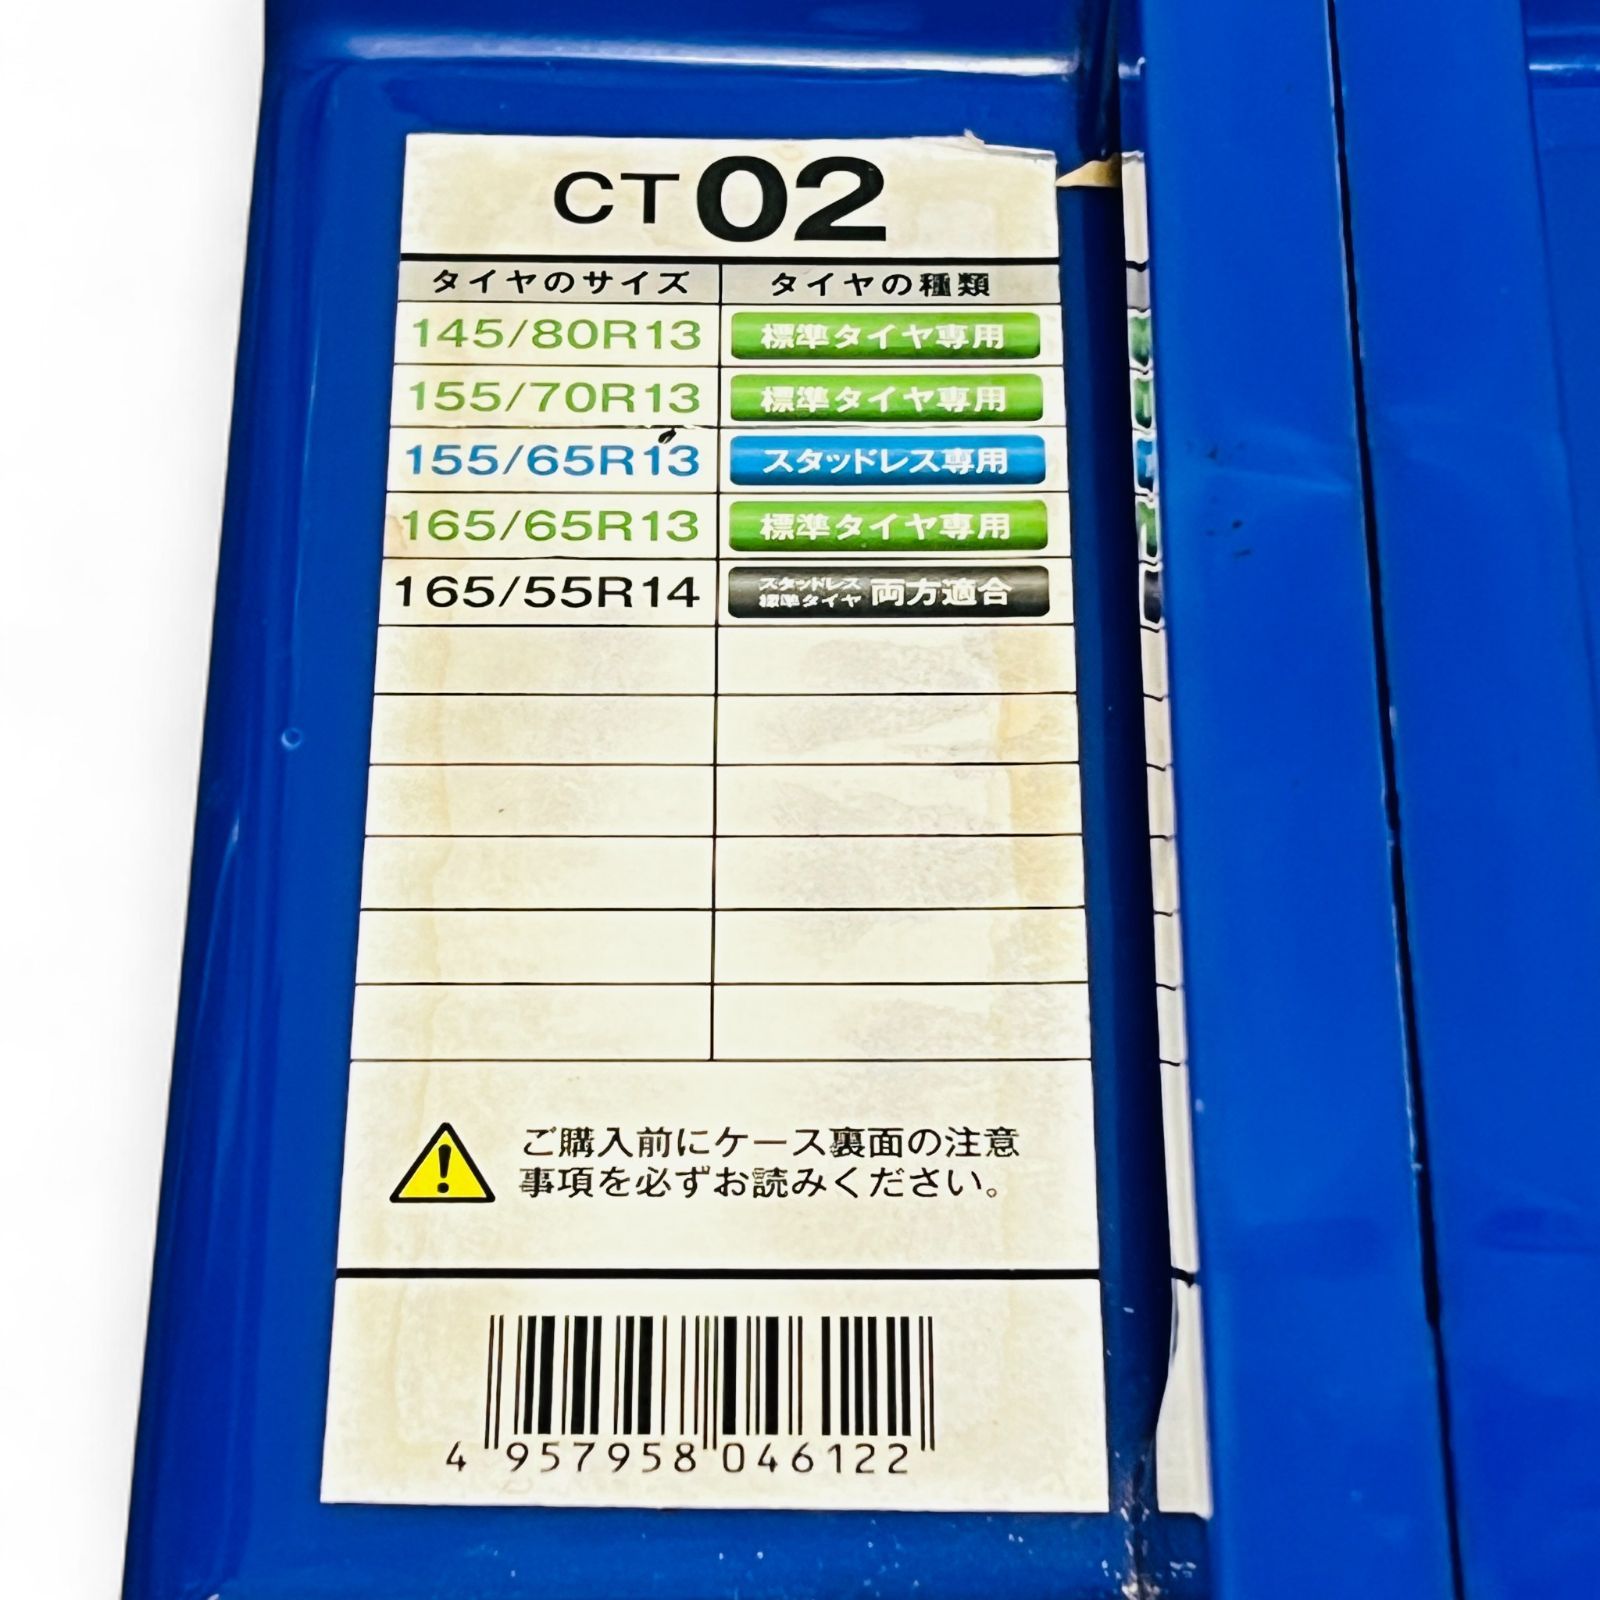 CT02
タイヤのサイズ タイヤの種類
145/80R13 標準タイヤ専用
155/70R13 標準タイヤ専用
155/65R13 スタッドレス専用
165/65R13 標準タイヤ専用
165/55R14 スタッドレス 標準タイヤ 両方適合
ご購入前にケース裏面の注意
事項を必ずお読みください。
4 957958 046122